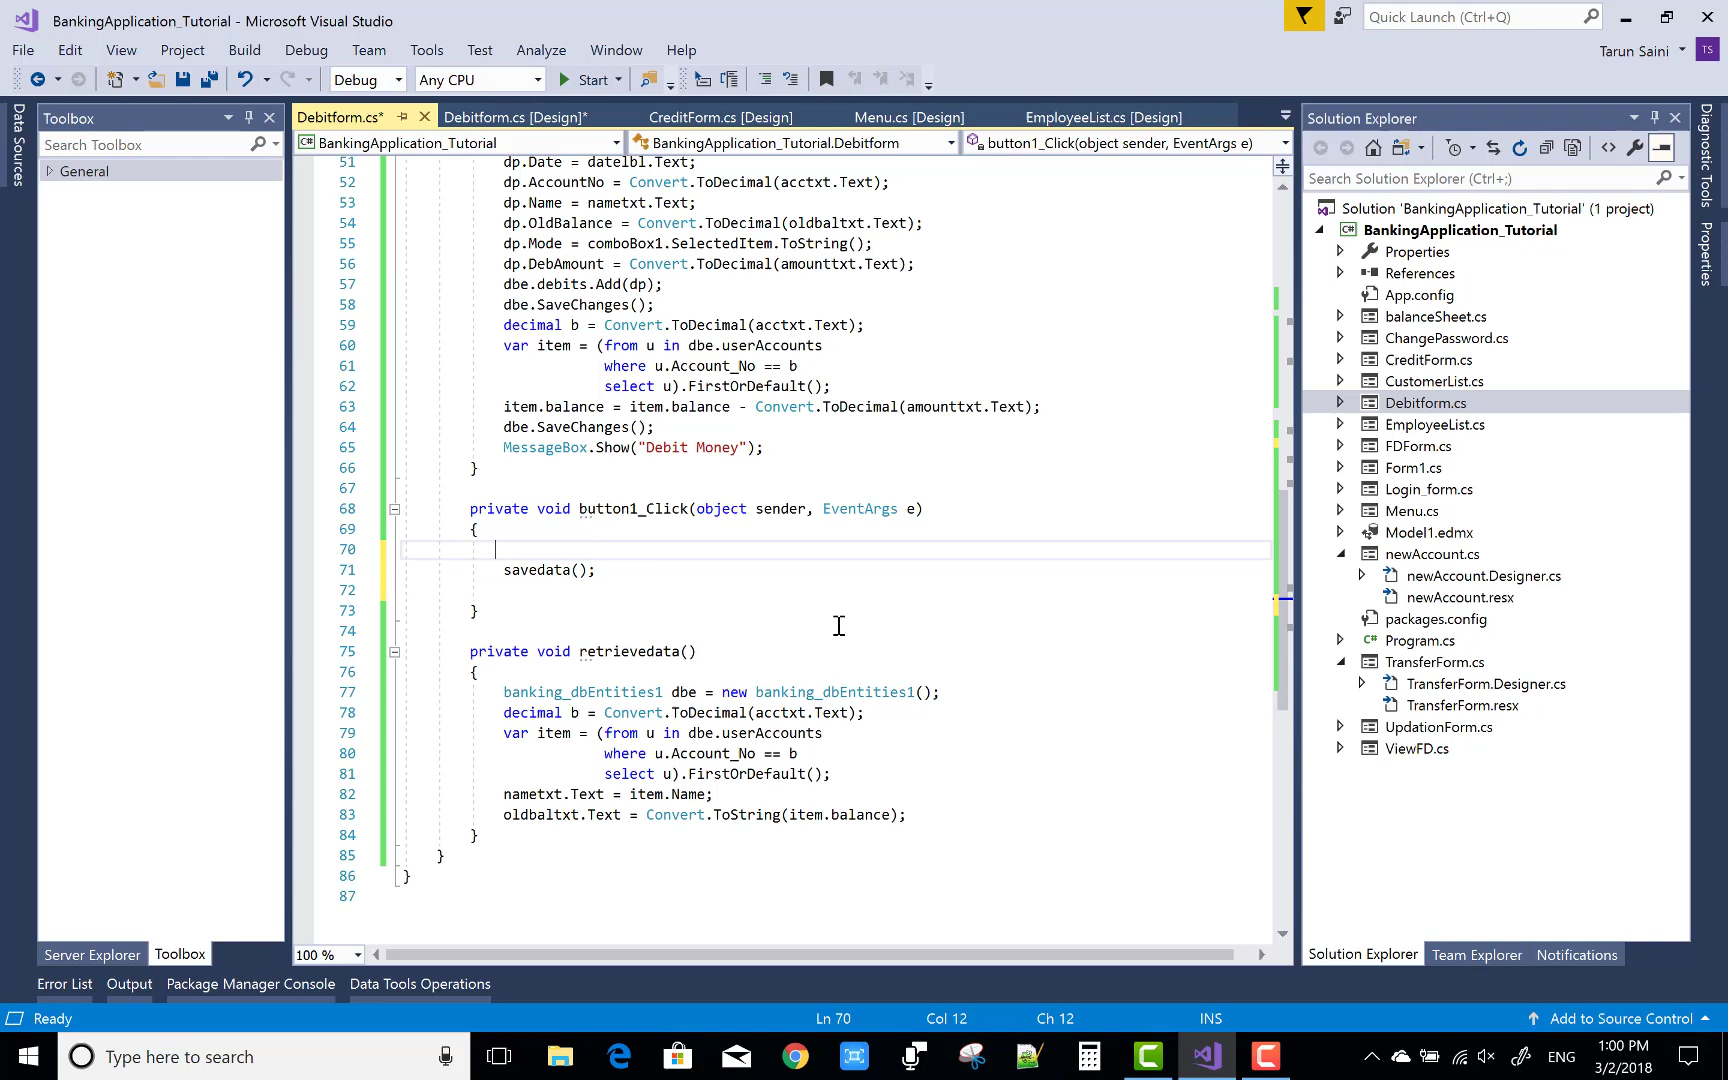 BankingApplication_Tutorial - Microsoft Visual Studio
Quick Launch (Ctrl+Q)
File Edit View Project Build Debug Team Tools Test Analyze Window Help
Tarun Saini TS
Debug Any CPU Start
Data Sources
Toolbox
Search Toolbox
General
Debitform.cs* Debitform.cs [Design]* CreditForm.cs [Design] Menu.cs [Design] EmployeeList.cs [Design]
C# BankingApplication_Tutorial BankingApplication_Tutorial.Debitform button1_Click(object sender, EventArgs e)
51 dp.Date = datelbl.Text;
52 dp.AccountNo = Convert.ToDecimal(acctxt.Text);
53 dp.Name = nametxt.Text;
54 dp.OldBalance = Convert.ToDecimal(oldbaltxt.Text);
55 dp.Mode = comboBox1.SelectedItem.ToString();
56 dp.DebAmount = Convert.ToDecimal(amounttxt.Text);
57 dbe.debits.Add(dp);
58 dbe.SaveChanges();
59 decimal b = Convert.ToDecimal(acctxt.Text);
60 var item = (from u in dbe.userAccounts
61 where u.Account_No == b
62 select u).FirstOrDefault();
63 item.balance = item.balance - Convert.ToDecimal(amounttxt.Text);
64 dbe.SaveChanges();
65 MessageBox.Show("Debit Money");
66 }
67
68 private void button1_Click(object sender, EventArgs e)
69 {
70
71 savedata();
72
73 }
74
75 private void retrievedata()
76 {
77 banking_dbEntities1 dbe = new banking_dbEntities1();
78 decimal b = Convert.ToDecimal(acctxt.Text);
79 var item = (from u in dbe.userAccounts
80 where u.Account_No == b
81 select u).FirstOrDefault();
82 nametxt.Text = item.Name;
83 oldbaltxt.Text = Convert.ToString(item.balance);
84 }
85 }
86 }
87
100 %
Solution Explorer
Search Solution Explorer (Ctrl+;)
Solution 'BankingApplication_Tutorial' (1 project)
C# BankingApplication_Tutorial
Properties
References
App.config
balanceSheet.cs
ChangePassword.cs
CreditForm.cs
CustomerList.cs
Debitform.cs
EmployeeList.cs
FDForm.cs
Form1.cs
Login_form.cs
Menu.cs
Model1.edmx
newAccount.cs
newAccount.Designer.cs
newAccount.resx
packages.config
C# Program.cs
TransferForm.cs
TransferForm.Designer.cs
TransferForm.resx
UpdationForm.cs
ViewFD.cs
Diagnostic Tools
Properties
Server Explorer Toolbox
Solution Explorer Team Explorer Notifications
Error List Output Package Manager Console Data Tools Operations
Ready Ln 70 Col 12 Ch 12 INS Add to Source Control
Type here to search
ENG
1:00 PM
3/2/2018